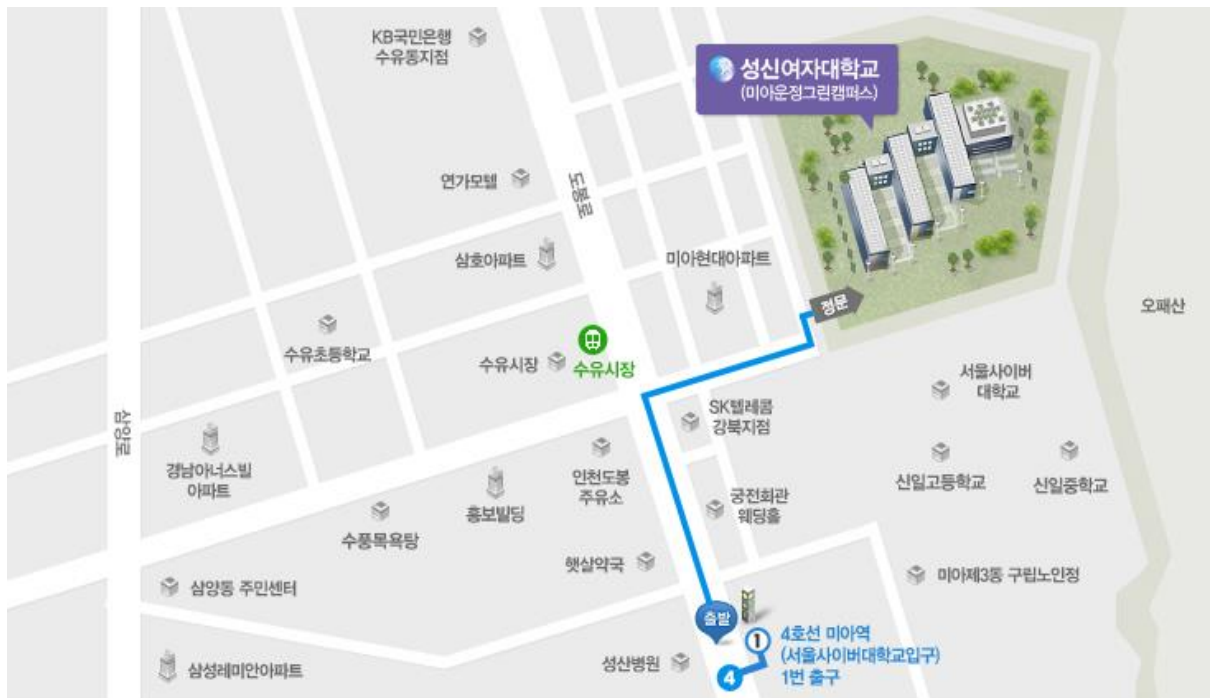 KB국민은행
수유동지점
성신여자대학교
(미아운정그린캠퍼스)
연가모텔
도봉로
삼호아파트
미아현대아파트
정문
오패산
수유초등학교
수유시장
수유시장
서울사이버
대학교
삼양로
SK텔레콤
강북지점
경남아너스빌
아파트
인천도봉
주유소
신일고등학교
신일중학교
홍보빌딩
궁전회관
웨딩홀
수풍목욕탕
햇살약국
미아제3동 구립노인정
삼양동 주민센터
출발
1
4호선 미아역
(서울사이버대학교입구)
1번 출구
성산병원
4
삼성레미안아파트